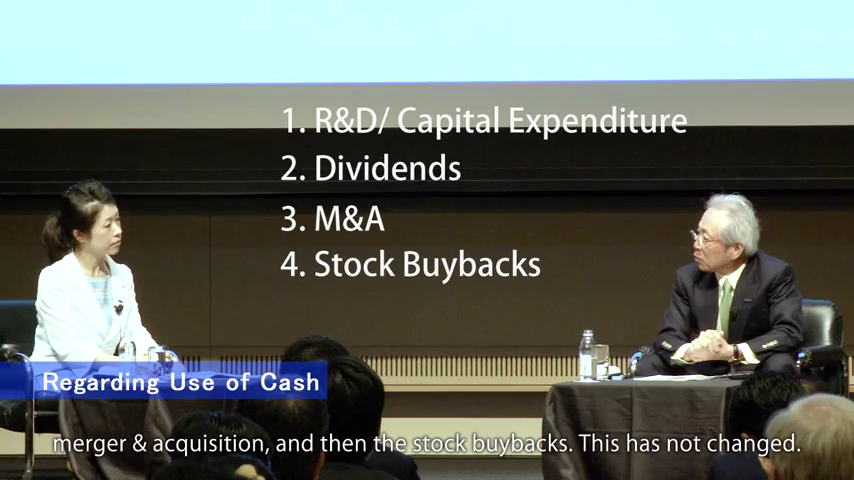 1. R&D/ Capital Expenditure
2. Dividends
3. M&A
4. Stock Buybacks
Regarding Use of Cash
merger & acquisition, and then the stock buybacks. This has not changed.